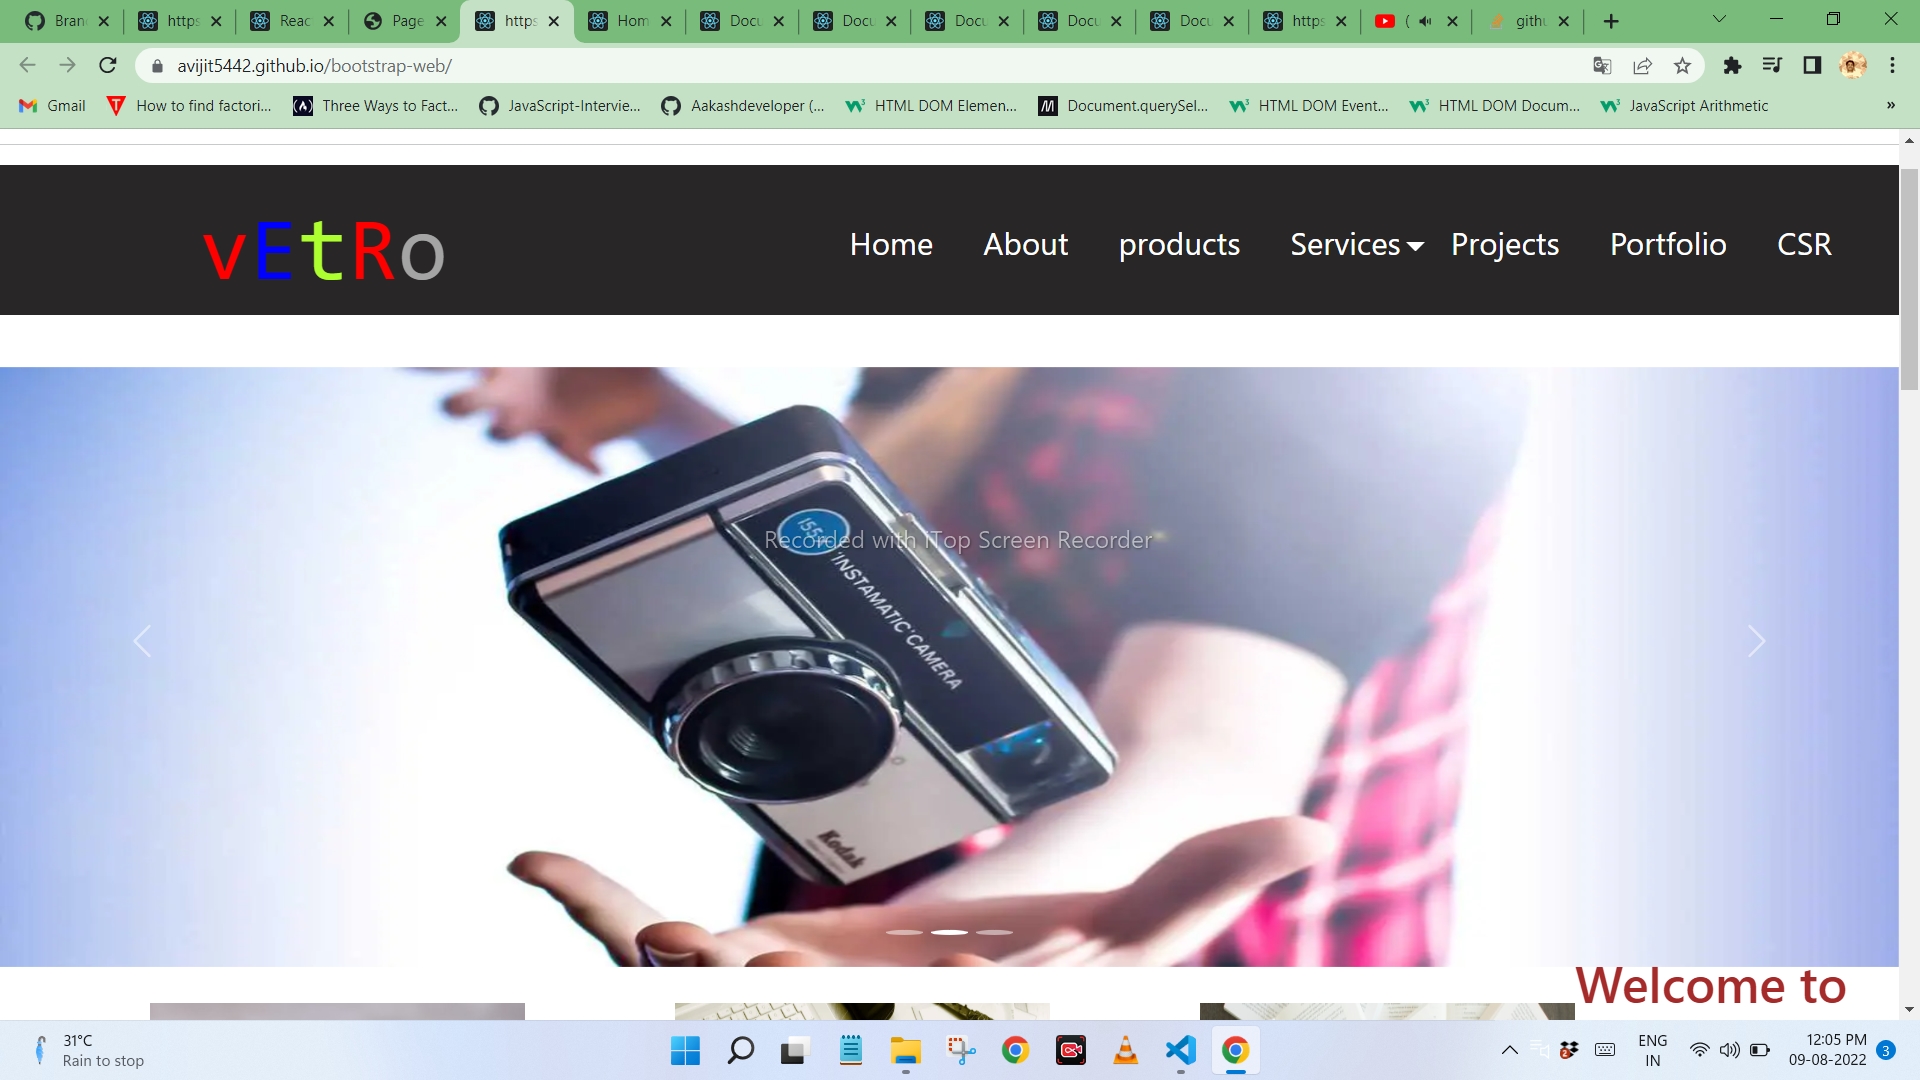 Bran
https
Reac
Page
https
Hom
Docu
Docu
Docu
Docu
Docu
https
(
githu
avijit5442.github.io/bootstrap-web/
Gmail
How to find factori...
Three Ways to Fact...
JavaScript-Intervie...
Aakashdeveloper (...
HTML DOM Elemen...
Document.querySel...
HTML DOM Event...
HTML DOM Docum...
JavaScript Arithmetic
»
vEtRo
Home
About
products
Services
Projects
Portfolio
CSR
Recorded with iTop Screen Recorder
'INSTAMATIC' CAMERA
Kodak
Welcome to
31°C
Rain to stop
ENG
IN
12:05 PM
09-08-2022
3